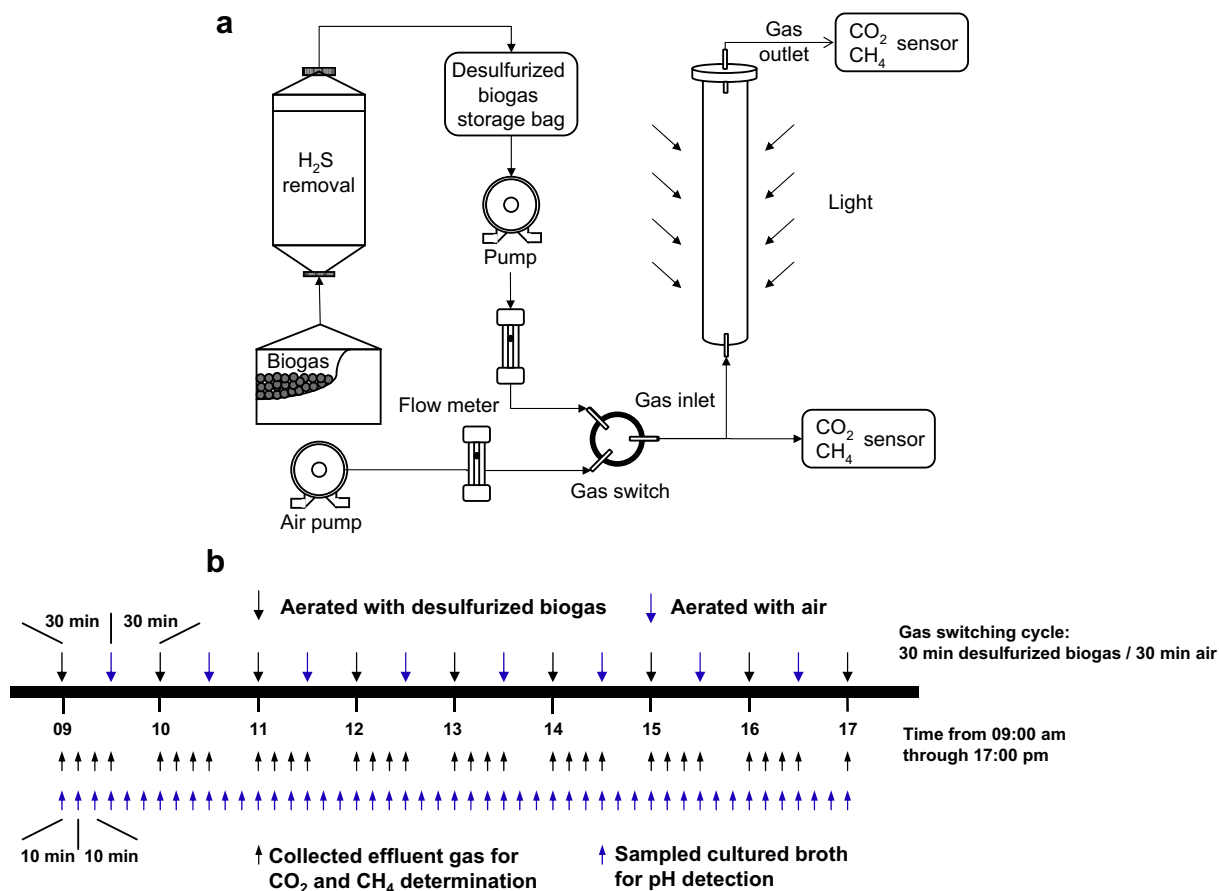 a
Gas
outlet
CO2
CH4 sensor
Desulfurized
biogas
storage bag
H2S
removal
Light
Pump
Biogas
Flow meter
Gas inlet
CO2
CH4 sensor
Gas switch
Air pump
b
30 min 30 min
Aerated with desulfurized biogas
Aerated with air
Gas switching cycle:
30 min desulfurized biogas / 30 min air
09 10 11 12 13 14 15 16 17
Time from 09:00 am
through 17:00 pm
10 min 10 min
Collected effluent gas for
CO2 and CH4 determination
Sampled cultured broth
for pH detection